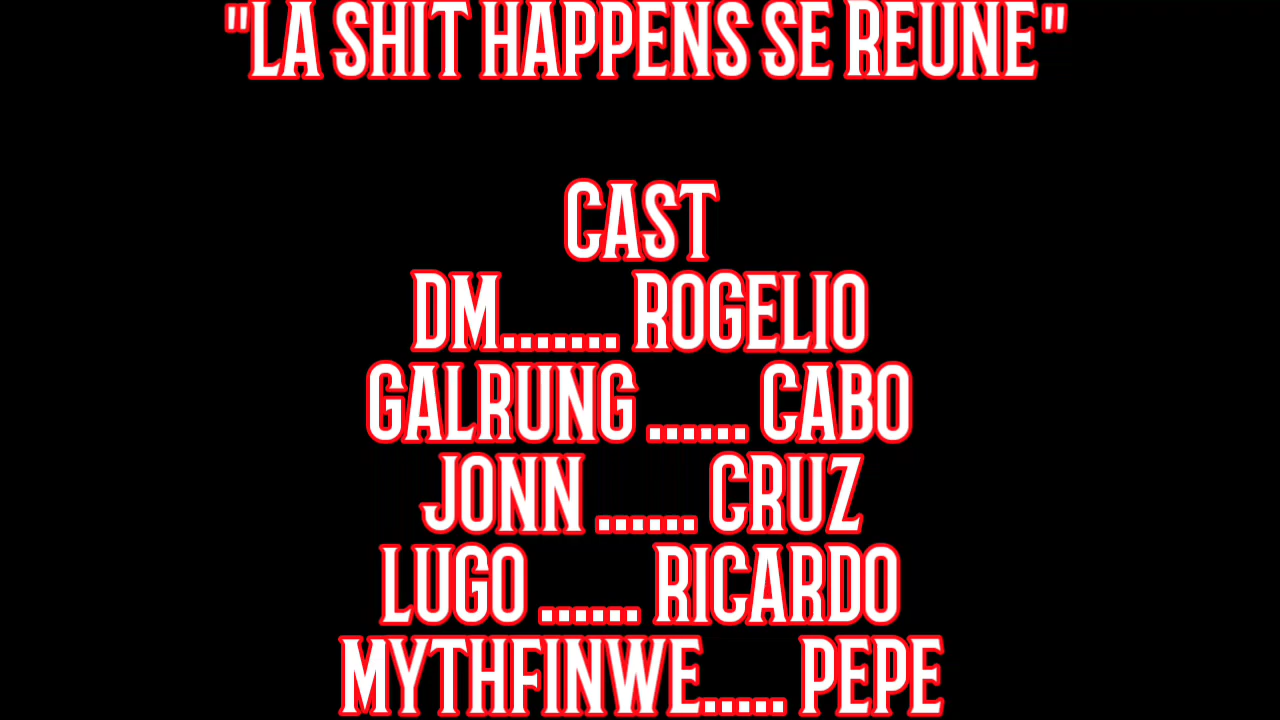 "LA SHIT HAPPENS SE REUNE"
CAST
DM....... ROGELIO
GALRUNG ...... CABO
JONN ...... CRUZ
LUGO ...... RICARDO
MYTHFINWE..... PEPE